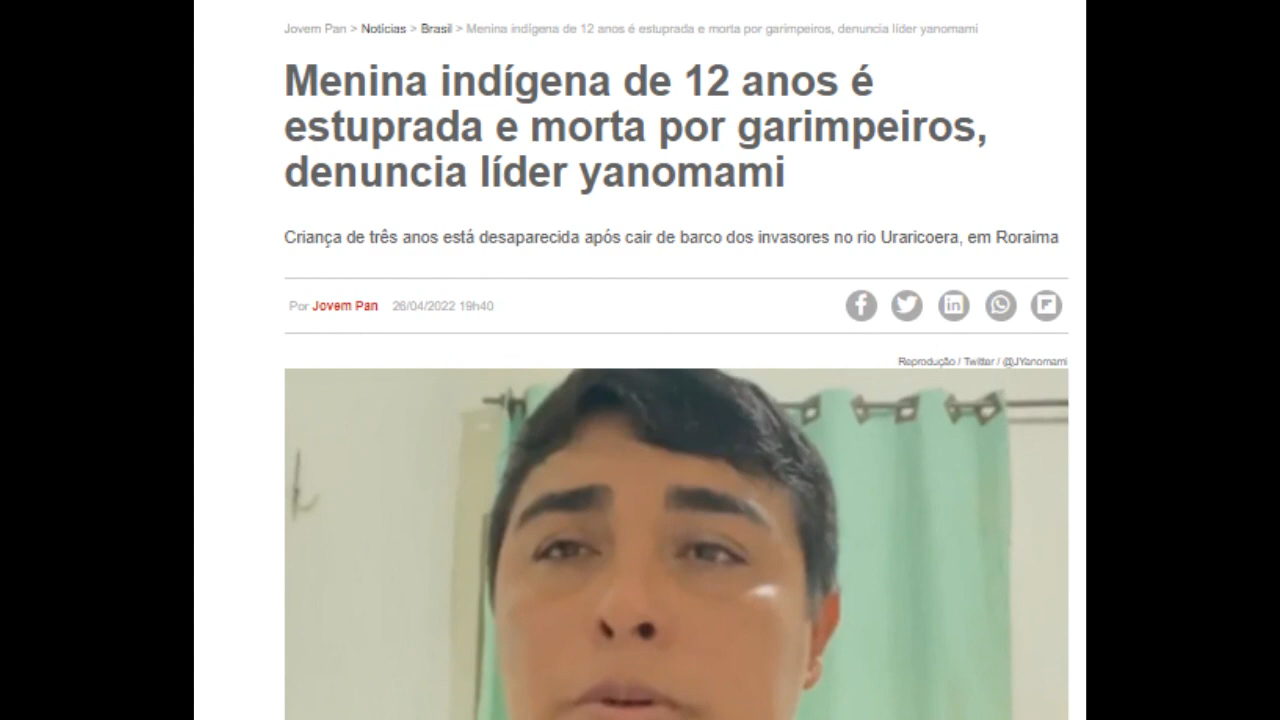 Jovem Pan > Notícias > Brasil > Menina indígena de 12 anos é estuprada e morta por garimpeiros, denuncia líder yanomami
Menina indígena de 12 anos é
estuprada e morta por garimpeiros,
denuncia líder yanomami
Criança de três anos está desaparecida após cair de barco dos invasores no rio Uraricoera, em Roraima
Por Jovem Pan 26/04/2022 19h40
Reprodução / Twitter / @JYanomami